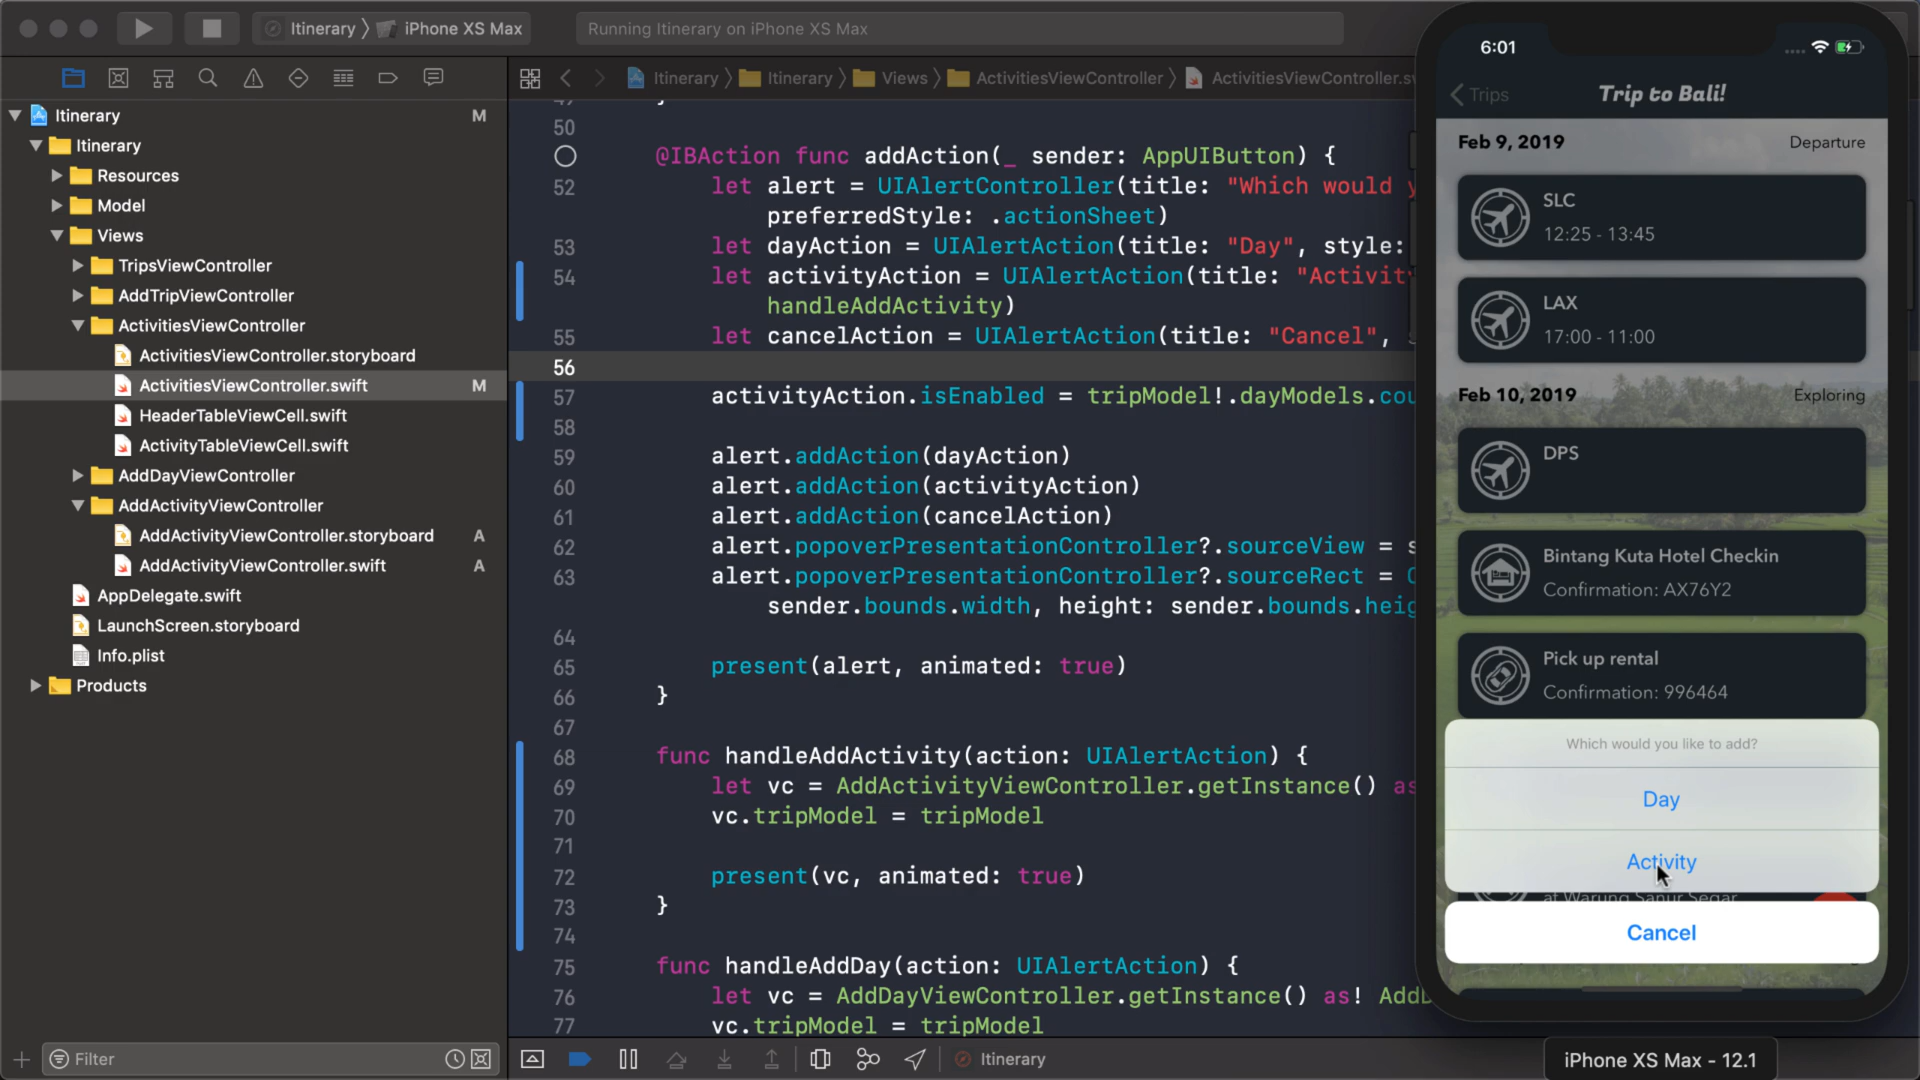 Itinerary
iPhone XS Max
Running Itinerary on iPhone XS Max
Itinerary
Itinerary
Views
ActivitiesViewController
ActivitiesViewController.sw
Itinerary
M
Itinerary
Resources
Model
Views
TripsViewController
AddTripViewController
ActivitiesViewController
ActivitiesViewController.storyboard
ActivitiesViewController.swift
M
HeaderTableViewCell.swift
ActivityTableViewCell.swift
AddDayViewController
AddActivityViewController
AddActivityViewController.storyboard
A
AddActivityViewController.swift
A
AppDelegate.swift
LaunchScreen.storyboard
Info.plist
Products
Filter
50
@IBAction func addAction(_ sender: AppUIButton) {
52 let alert = UIAlertController(title: "Which would
preferredStyle: .actionSheet)
53 let dayAction = UIAlertAction(title: "Day", style:
54 let activityAction = UIAlertAction(title: "Activit
handleAddActivity)
55 let cancelAction = UIAlertAction(title: "Cancel",
56
57 activityAction.isEnabled = tripModel!.dayModels.cou
58
59 alert.addAction(dayAction)
60 alert.addAction(activityAction)
61 alert.addAction(cancelAction)
62 alert.popoverPresentationController?.sourceView = s
63 alert.popoverPresentationController?.sourceRect = C
sender.bounds.width, height: sender.bounds.heig
64
65 present(alert, animated: true)
66 }
67
68 func handleAddActivity(action: UIAlertAction) {
69 let vc = AddActivityViewController.getInstance() as
70 vc.tripModel = tripModel
71
72 present(vc, animated: true)
73 }
74
75 func handleAddDay(action: UIAlertAction) {
76 let vc = AddDayViewController.getInstance() as! AddD
77 vc.tripModel = tripModel
Itinerary
6:01
Trips
Trip to Bali!
Feb 9, 2019
Departure
SLC
12:25 - 13:45
LAX
17:00 - 11:00
Feb 10, 2019
Exploring
DPS
Bintang Kuta Hotel Checkin
Confirmation: AX76Y2
Pick up rental
Confirmation: 996464
Which would you like to add?
Day
Activity
at Warung Sanur Segar
Cancel
iPhone XS Max - 12.1